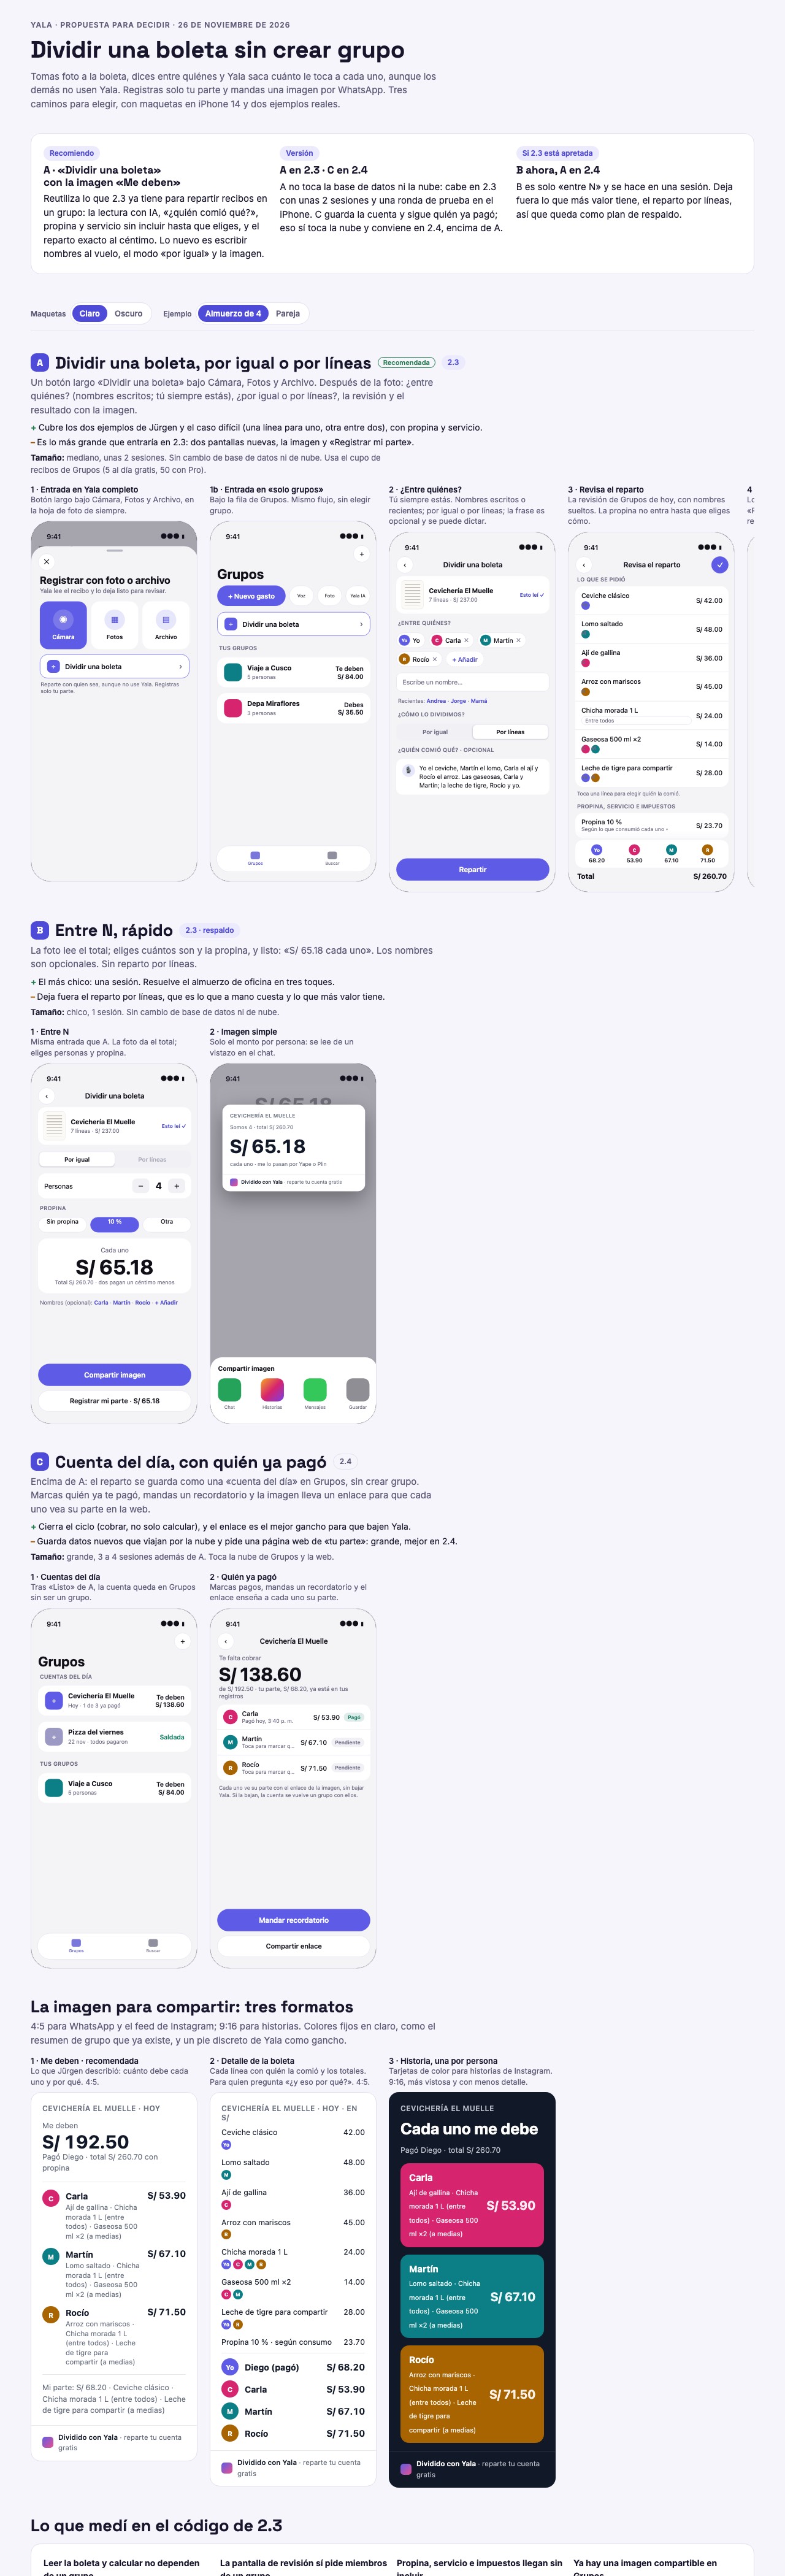 YALA · PROPUESTA PARA DECIDIR · 26 DE NOVIEMBRE DE 2026
Dividir una boleta sin crear grupo
Tomas foto a la boleta, dices entre quiénes y Yala saca cuánto le toca a cada uno, aunque los
demás no usen Yala. Registras solo tu parte y mandas una imagen por WhatsApp. Tres
caminos para elegir, con maquetas en iPhone 14 y dos ejemplos reales.
Recomiendo
A · «Dividir una boleta»
con la imagen «Me deben»
Reutiliza lo que 2.3 ya tiene para repartir recibos en
un grupo: la lectura con IA, «¿quién comió qué?»,
propina y servicio sin incluir hasta que eliges, y el
reparto exacto al céntimo. Lo nuevo es escribir
nombres al vuelo, el modo «por igual» y la imagen.
Versión
A en 2.3 · C en 2.4
A no toca la base de datos ni la nube: cabe en 2.3
con unas 2 sesiones y una ronda de prueba en el
iPhone. C guarda la cuenta y sigue quién ya pagó;
eso sí toca la nube y conviene en 2.4, encima de A.
Si 2.3 está apretada
B ahora, A en 2.4
B es solo «entre N» y se hace en una sesión. Deja
fuera lo que más valor tiene, el reparto por líneas,
así que queda como plan de respaldo.
Maquetas Claro Oscuro Ejemplo Almuerzo de 4 Pareja
A Dividir una boleta, por igual o por líneas Recomendada 2.3
Un botón largo «Dividir una boleta» bajo Cámara, Fotos y Archivo. Después de la foto: ¿entre
quiénes? (nombres escritos; tú siempre estás), ¿por igual o por líneas?, la revisión y el
resultado con la imagen.
+ Cubre los dos ejemplos de Jürgen y el caso difícil (una línea para uno, otra entre dos), con propina y servicio.
– Es lo más grande que entraría en 2.3: dos pantallas nuevas, la imagen y «Registrar mi parte».
Tamaño: mediano, unas 2 sesiones. Sin cambio de base de datos ni de nube. Usa el cupo de
recibos de Grupos (5 al día gratis, 50 con Pro).
1 · Entrada en Yala completo
Botón largo bajo Cámara, Fotos y Archivo, en
la hoja de foto de siempre.
9:41
✕
Registrar con foto o archivo
Yala lee el recibo y lo deja listo para revisar.
Cámara
Fotos
Archivo
+ Dividir una boleta ›
Reparte con quien sea, aunque no use Yala. Registras
solo tu parte.
1b · Entrada en «solo grupos»
Bajo la fila de Grupos. Mismo flujo, sin elegir
grupo.
9:41
+
Grupos
+ Nuevo gasto
Voz
Foto
Yala IA
+ Dividir una boleta ›
TUS GRUPOS
Viaje a Cusco
5 personas
Te deben
S/ 84.00
Depa Miraflores
3 personas
Debes
S/ 35.50
Grupos
Buscar
2 · ¿Entre quiénes?
Tú siempre estás. Nombres escritos o
recientes; por igual o por líneas; la frase es
opcional y se puede dictar.
9:41
‹ Dividir una boleta
Cevichería El Muelle
7 líneas · S/ 237.00
Esto leí ✓
¿ENTRE QUIÉNES?
Yo Yo
C Carla ✕
M Martín ✕
R Rocío ✕
+ Añadir
Escribe un nombre...
Recientes: Andrea · Jorge · Mamá
¿CÓMO LO DIVIDIMOS?
Por igual
Por líneas
¿QUIÉN COMIÓ QUÉ? · OPCIONAL
Yo el ceviche, Martín el lomo, Carla el ají y
Rocío el arroz. Las gaseosas, Carla y
Martín; la leche de tigre, Rocío y yo.
Repartir
3 · Revisa el reparto
La revisión de Grupos de hoy, con nombres
sueltos. La propina no entra hasta que eliges
cómo.
9:41
‹ Revisa el reparto ✓
LO QUE SE PIDIÓ
Ceviche clásico S/ 42.00
Lomo saltado S/ 48.00
Ají de gallina S/ 36.00
Arroz con mariscos S/ 45.00
Chicha morada 1 L S/ 24.00
Entre todos
Gaseosa 500 ml ×2 S/ 14.00
Leche de tigre para compartir S/ 28.00
Toca una línea para elegir quién la comió.
PROPINA, SERVICIO E IMPUESTOS
Propina 10 % S/ 23.70
Según lo que consumió cada uno
Yo C M R
68.20 53.90 67.10 71.50
Total S/ 260.70
4
B Entre N, rápido 2.3 · respaldo
La foto lee el total; eliges cuántos son y la propina, y listo: «S/ 65.18 cada uno». Los nombres
son opcionales. Sin reparto por líneas.
+ El más chico: una sesión. Resuelve el almuerzo de oficina en tres toques.
– Deja fuera el reparto por líneas, que es lo que a mano cuesta y lo que más valor tiene.
Tamaño: chico, 1 sesión. Sin cambio de base de datos ni de nube.
1 · Entre N
Misma entrada que A. La foto da el total;
eliges personas y propina.
9:41
‹ Dividir una boleta
Cevichería El Muelle
7 líneas · S/ 237.00
Esto leí ✓
Por igual
Por líneas
Personas − 4 +
PROPINA
Sin propina
10 %
Otra
Cada uno
S/ 65.18
Total S/ 260.70 · dos pagan un céntimo menos
Nombres (opcional): Carla · Martín · Rocío · + Añadir
Compartir imagen
Registrar mi parte · S/ 65.18
2 · Imagen simple
Solo el monto por persona: se lee de un
vistazo en el chat.
9:41
CEVICHERÍA EL MUELLE
Somos 4 · total S/ 260.70
S/ 65.18
cada uno · me lo pasan por Yape o Plin
Dividido con Yala · reparte tu cuenta gratis
Compartir imagen
Chat
Historias
Mensajes
Guardar
C Cuenta del día, con quién ya pagó 2.4
Encima de A: el reparto se guarda como una «cuenta del día» en Grupos, sin crear grupo.
Marcas quién ya te pagó, mandas un recordatorio y la imagen lleva un enlace para que cada
uno vea su parte en la web.
+ Cierra el ciclo (cobrar, no solo calcular), y el enlace es el mejor gancho para que bajen Yala.
– Guarda datos nuevos que viajan por la nube y pide una página web de «tu parte»: grande, mejor en 2.4.
Tamaño: grande, 3 a 4 sesiones además de A. Toca la nube de Grupos y la web.
1 · Cuentas del día
Tras «Listo» de A, la cuenta queda en Grupos
sin ser un grupo.
9:41
+
Grupos
CUENTAS DEL DÍA
+ Cevichería El Muelle
Hoy · 1 de 3 ya pagó
Te deben
S/ 138.60
+ Pizza del viernes
22 nov · todos pagaron
Saldada
TUS GRUPOS
Viaje a Cusco
5 personas
Te deben
S/ 84.00
Grupos
Buscar
2 · Quién ya pagó
Marcas pagos, mandas un recordatorio y el
enlace enseña a cada uno su parte.
9:41
‹ Cevichería El Muelle
Te falta cobrar
S/ 138.60
de S/ 192.50 · tu parte, S/ 68.20, ya está en tus
registros
C Carla
Pagó hoy, 3:40 p. m.
S/ 53.90 Pagó
M Martín
Toca para marcar q...
S/ 67.10 Pendiente
R Rocío
Toca para marcar q...
S/ 71.50 Pendiente
Cada uno ve su parte con el enlace de la imagen, sin bajar
Yala. Si la bajan, la cuenta se vuelve un grupo con ellos.
Mandar recordatorio
Compartir enlace
La imagen para compartir: tres formatos
4:5 para WhatsApp y el feed de Instagram; 9:16 para historias. Colores fijos en claro, como el
resumen de grupo que ya existe, y un pie discreto de Yala como gancho.
1 · Me deben · recomendada
Lo que Jürgen describió: cuánto debe cada
uno y por qué. 4:5.
CEVICHERÍA EL MUELLE · HOY
Me deben
S/ 192.50
Pagó Diego · total S/ 260.70 con
propina
C Carla S/ 53.90
Ají de gallina · Chicha
morada 1 L (entre
todos) · Gaseosa 500
ml ×2 (a medias)
M Martín S/ 67.10
Lomo saltado · Chicha
morada 1 L (entre
todos) · Gaseosa 500
ml ×2 (a medias)
R Rocío S/ 71.50
Arroz con mariscos ·
Chicha morada 1 L
(entre todos) · Leche
de tigre para
compartir (a medias)
Mi parte: S/ 68.20 · Ceviche clásico ·
Chicha morada 1 L (entre todos) · Leche
de tigre para compartir (a medias)
Dividido con Yala · reparte tu cuenta
gratis
2 · Detalle de la boleta
Cada línea con quién la comió y los totales.
Para quien pregunta «¿y eso por qué?». 4:5.
CEVICHERÍA EL MUELLE · HOY · EN
S/
Ceviche clásico 42.00
Yo
Lomo saltado 48.00
M
Ají de gallina 36.00
C
Arroz con mariscos 45.00
R
Chicha morada 1 L 24.00
Yo C M R
Gaseosa 500 ml ×2 14.00
C M
Leche de tigre para compartir 28.00
Yo R
Propina 10 % · según consumo 23.70
Yo Diego (pagó) S/ 68.20
C Carla S/ 53.90
M Martín S/ 67.10
R Rocío S/ 71.50
Dividido con Yala · reparte tu cuenta
gratis
3 · Historia, una por persona
Tarjetas de color para historias de Instagram.
9:16, más vistosa y con menos detalle.
CEVICHERÍA EL MUELLE
Cada uno me debe
Pagó Diego · total S/ 260.70
Carla
Ají de gallina · Chicha
morada 1 L (entre
todos) · Gaseosa 500
ml ×2 (a medias)
S/ 53.90
Martín
Lomo saltado · Chicha
morada 1 L (entre
todos) · Gaseosa 500
ml ×2 (a medias)
S/ 67.10
Rocío
Arroz con mariscos ·
Chicha morada 1 L
(entre todos) · Leche
de tigre para
compartir (a medias)
S/ 71.50
Dividido con Yala · reparte tu cuenta
gratis
Lo que medí en el código de 2.3
Leer la boleta y calcular no dependen
La pantalla de revisión sí pide miembros
Propina, servicio e impuestos llegan sin
Ya hay una imagen compartible en